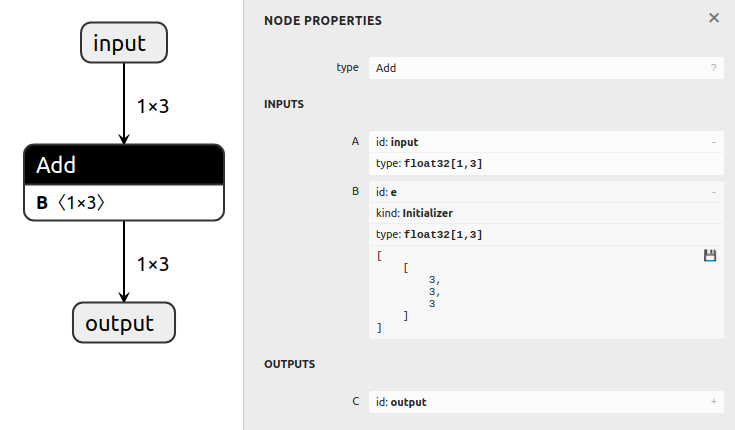 input
1×3
Add
B〈1×3〉
1×3
output
NODE PROPERTIES ×
type Add ?
INPUTS
A id: input -
type: float32[1,3]
B id: e -
kind: Initializer
type: float32[1,3]
[
[
3,
3,
3
]
]
OUTPUTS
C id: output +